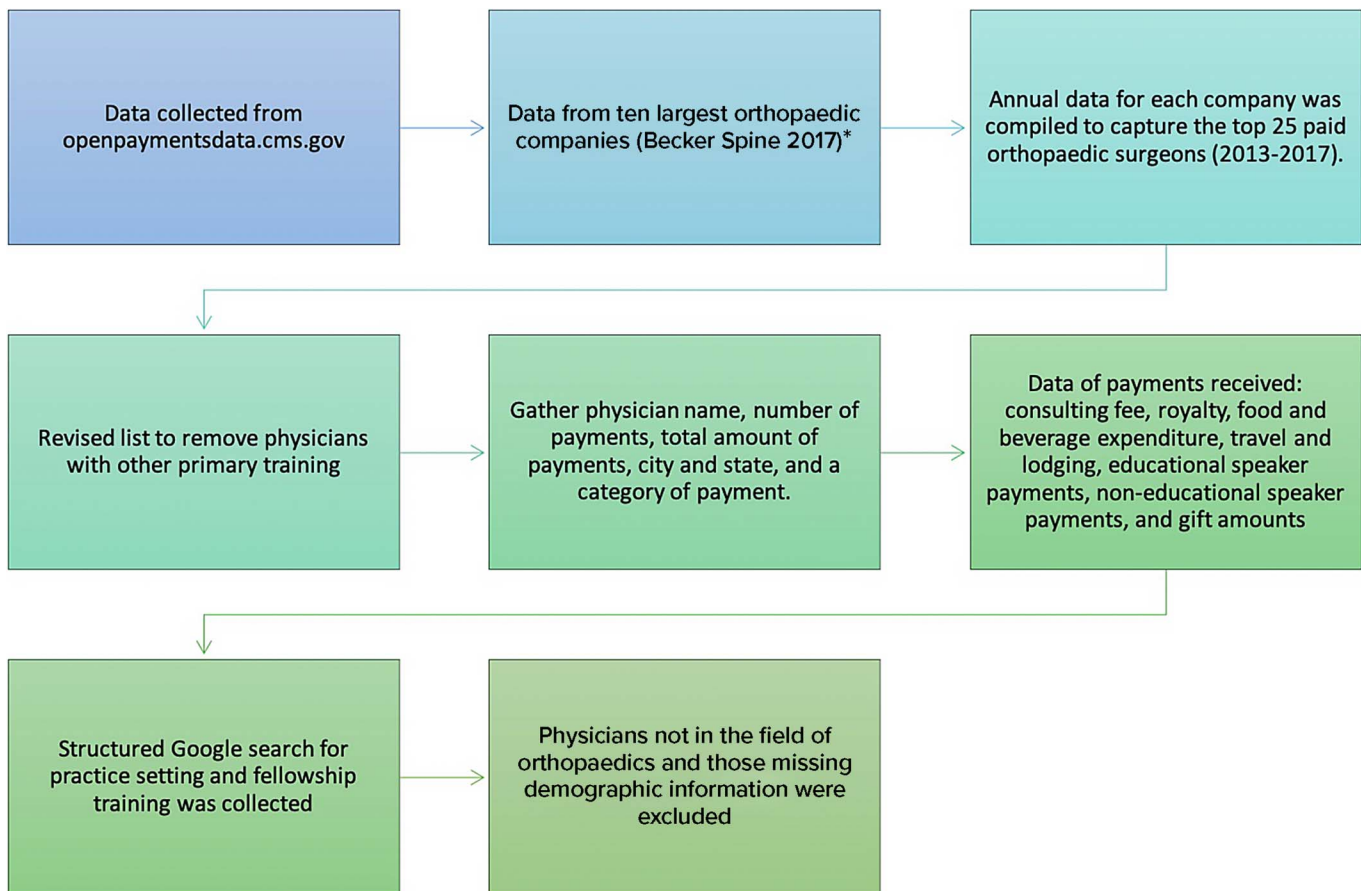 Data collected from
openpaymentsdata.cms.gov
Data from ten largest orthopaedic
companies (Becker Spine 2017)*
Annual data for each company was
compiled to capture the top 25 paid
orthopaedic surgeons (2013-2017).
Revised list to remove physicians
with other primary training
Gather physician name, number of
payments, total amount of
payments, city and state, and a
category of payment.
Data of payments received:
consulting fee, royalty, food and
beverage expenditure, travel and
lodging, educational speaker
payments, non-educational speaker
payments, and gift amounts
Structured Google search for
practice setting and fellowship
training was collected
Physicians not in the field of
orthopaedics and those missing
demographic information were
excluded